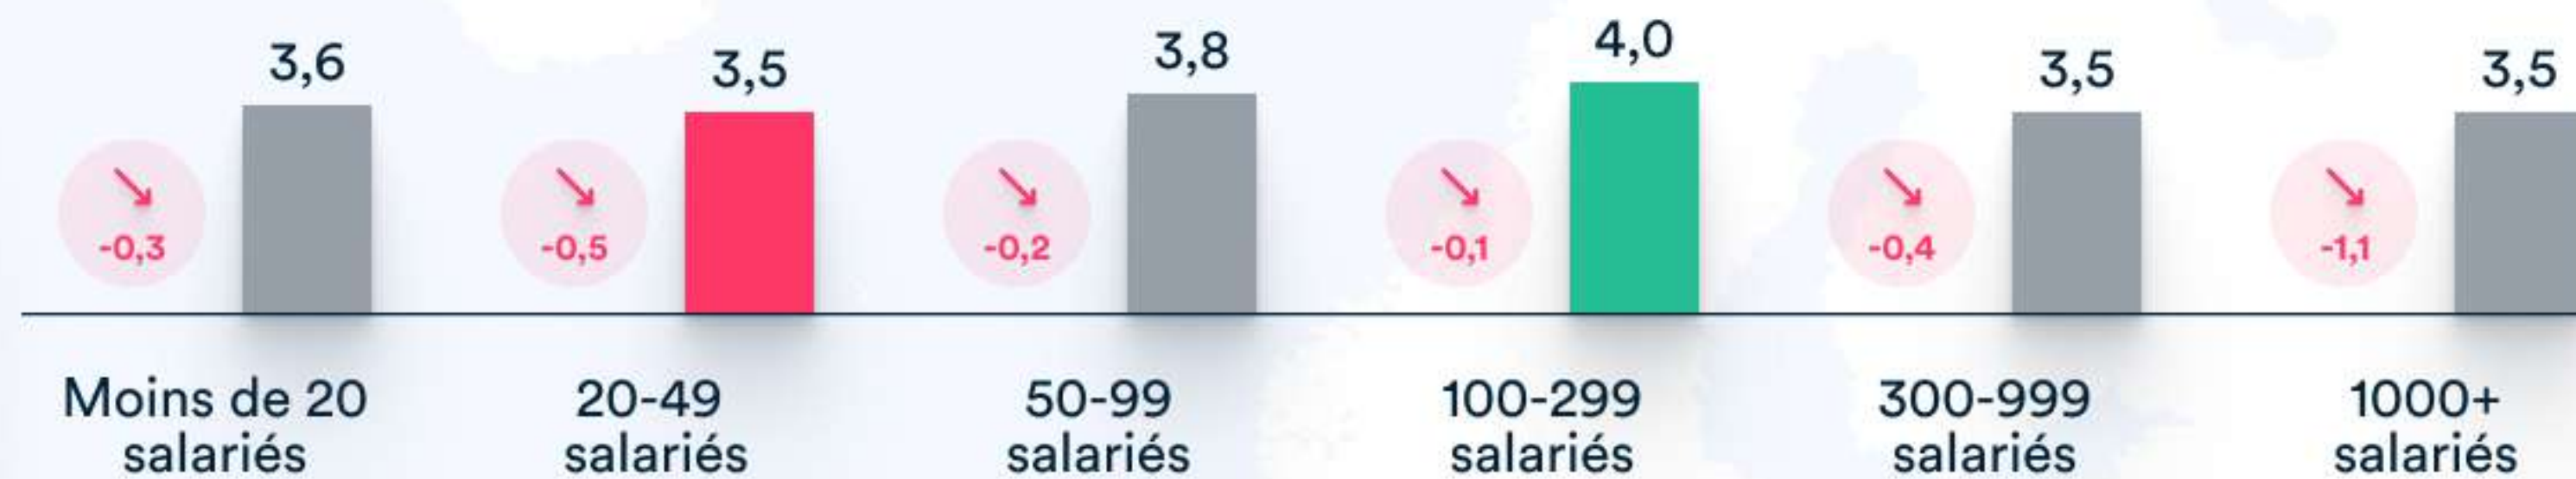 3,6
3,5
3,8
4,0
3,5
3,5
-0,3
-0,5
-0,2
-0,1
-0,4
-1,1
Moins de 20
salariés
20-49
salariés
50-99
salariés
100-299
salariés
300-999
salariés
1000+
salariés